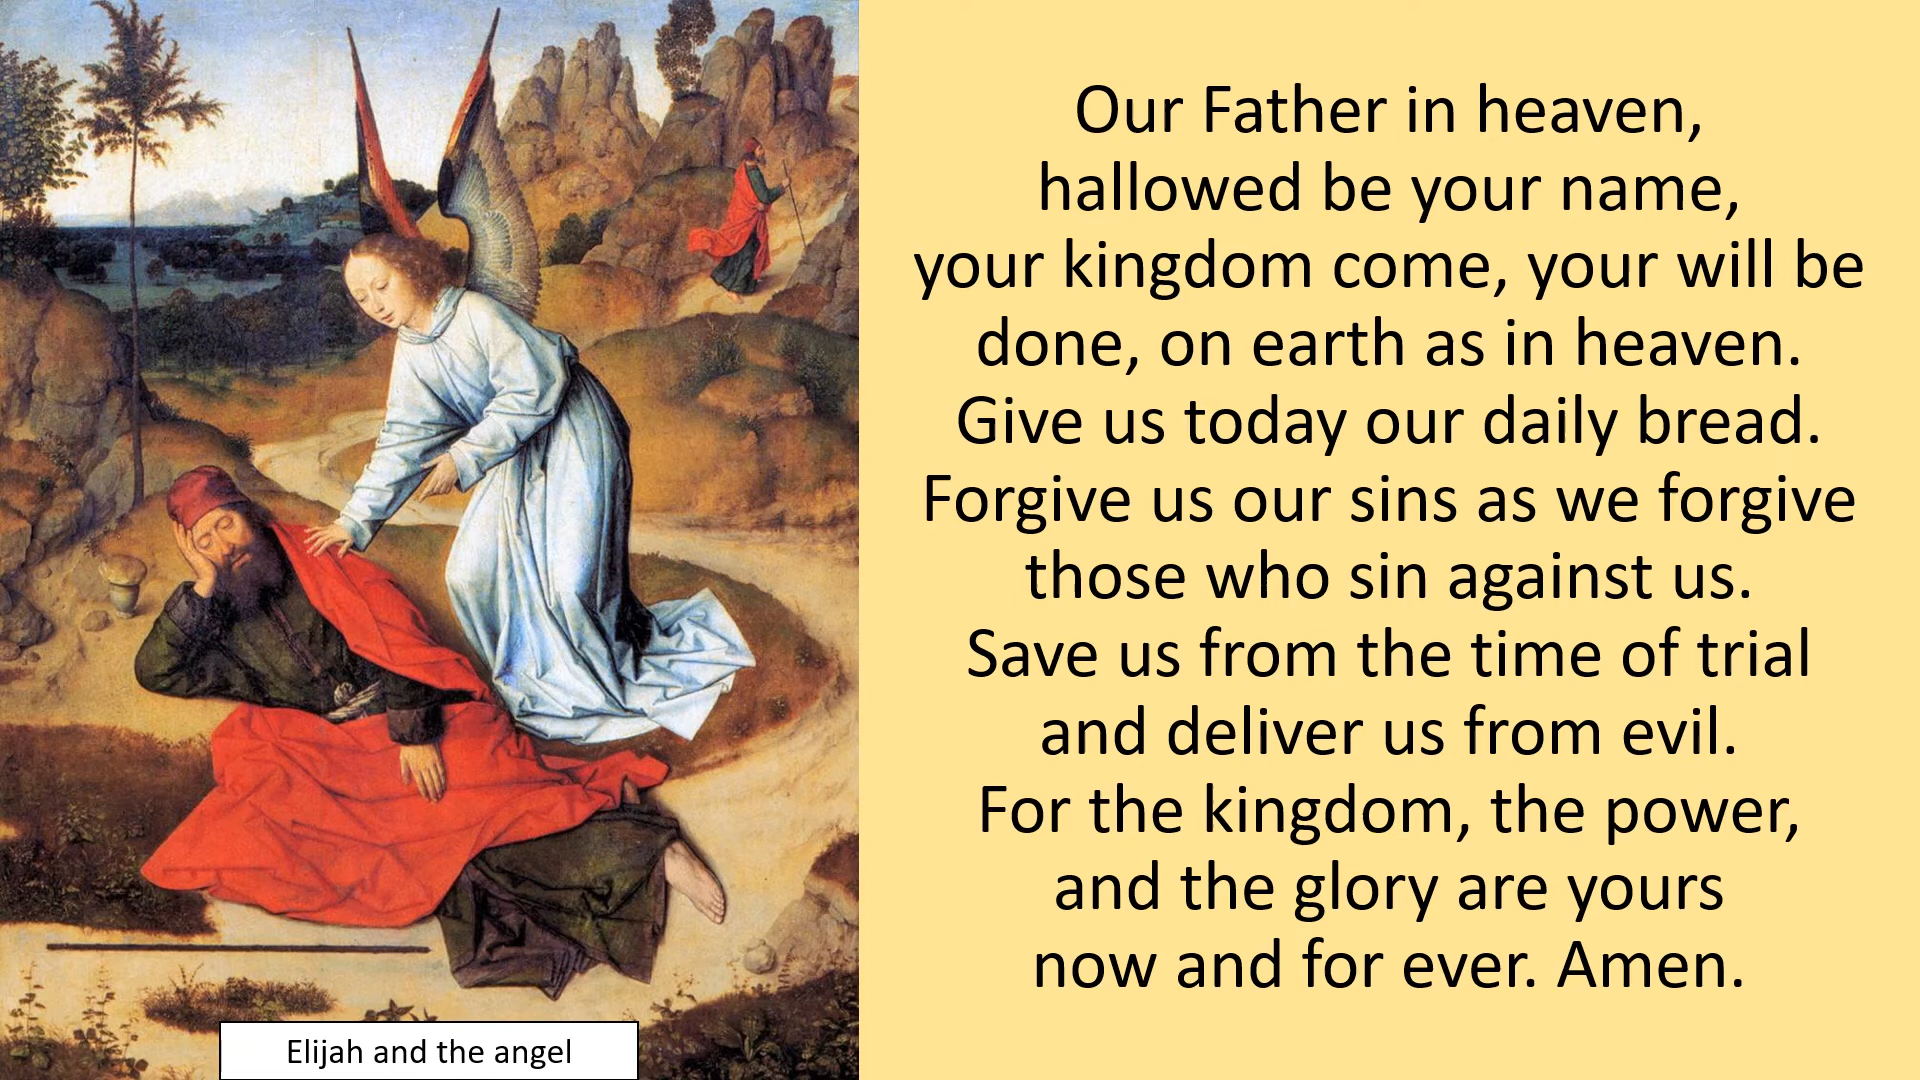 Our Father in heaven,
hallowed be your name,
your kingdom come, your will be
done, on earth as in heaven.
Give us today our daily bread.
Forgive us our sins as we forgive
those who sin against us.
Save us from the time of trial
and deliver us from evil.
For the kingdom, the power,
and the glory are yours
now and for ever. Amen.
Elijah and the angel